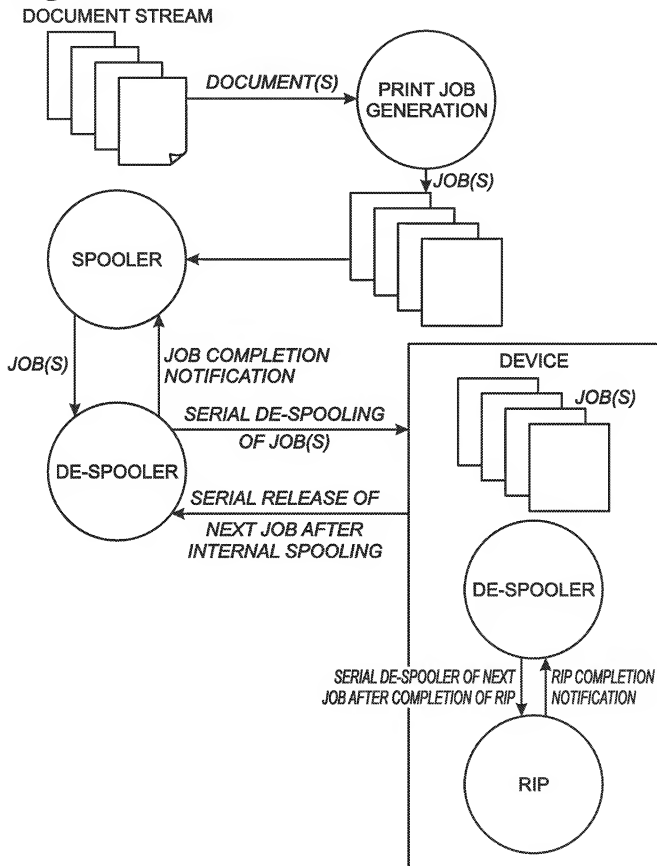 DOCUMENT STREAM
DOCUMENT(S)
PRINT JOB
GENERATION
JOB(S)
SPOOLER
JOB(S)
JOB COMPLETION
NOTIFICATION
DEVICE
JOB(S)
SERIAL DE-SPOOLING
OF JOB(S)
DE-SPOOLER
SERIAL RELEASE OF
NEXT JOB AFTER
INTERNAL SPOOLING
DE-SPOOLER
SERIAL DE-SPOOLER OF NEXT
JOB AFTER COMPLETION OF RIP
RIP COMPLETION
NOTIFICATION
RIP